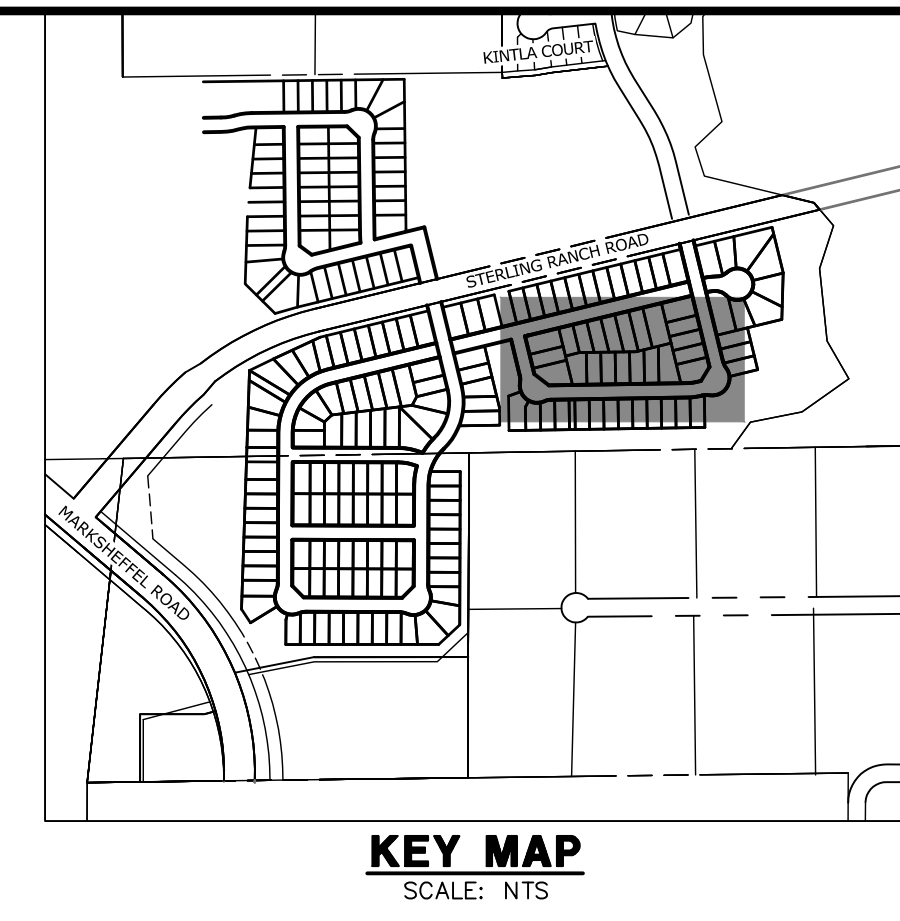 KINTLA COURT
STERLING RANCH ROAD
MARKSHEFFEL ROAD
KEY MAP
SCALE: NTS